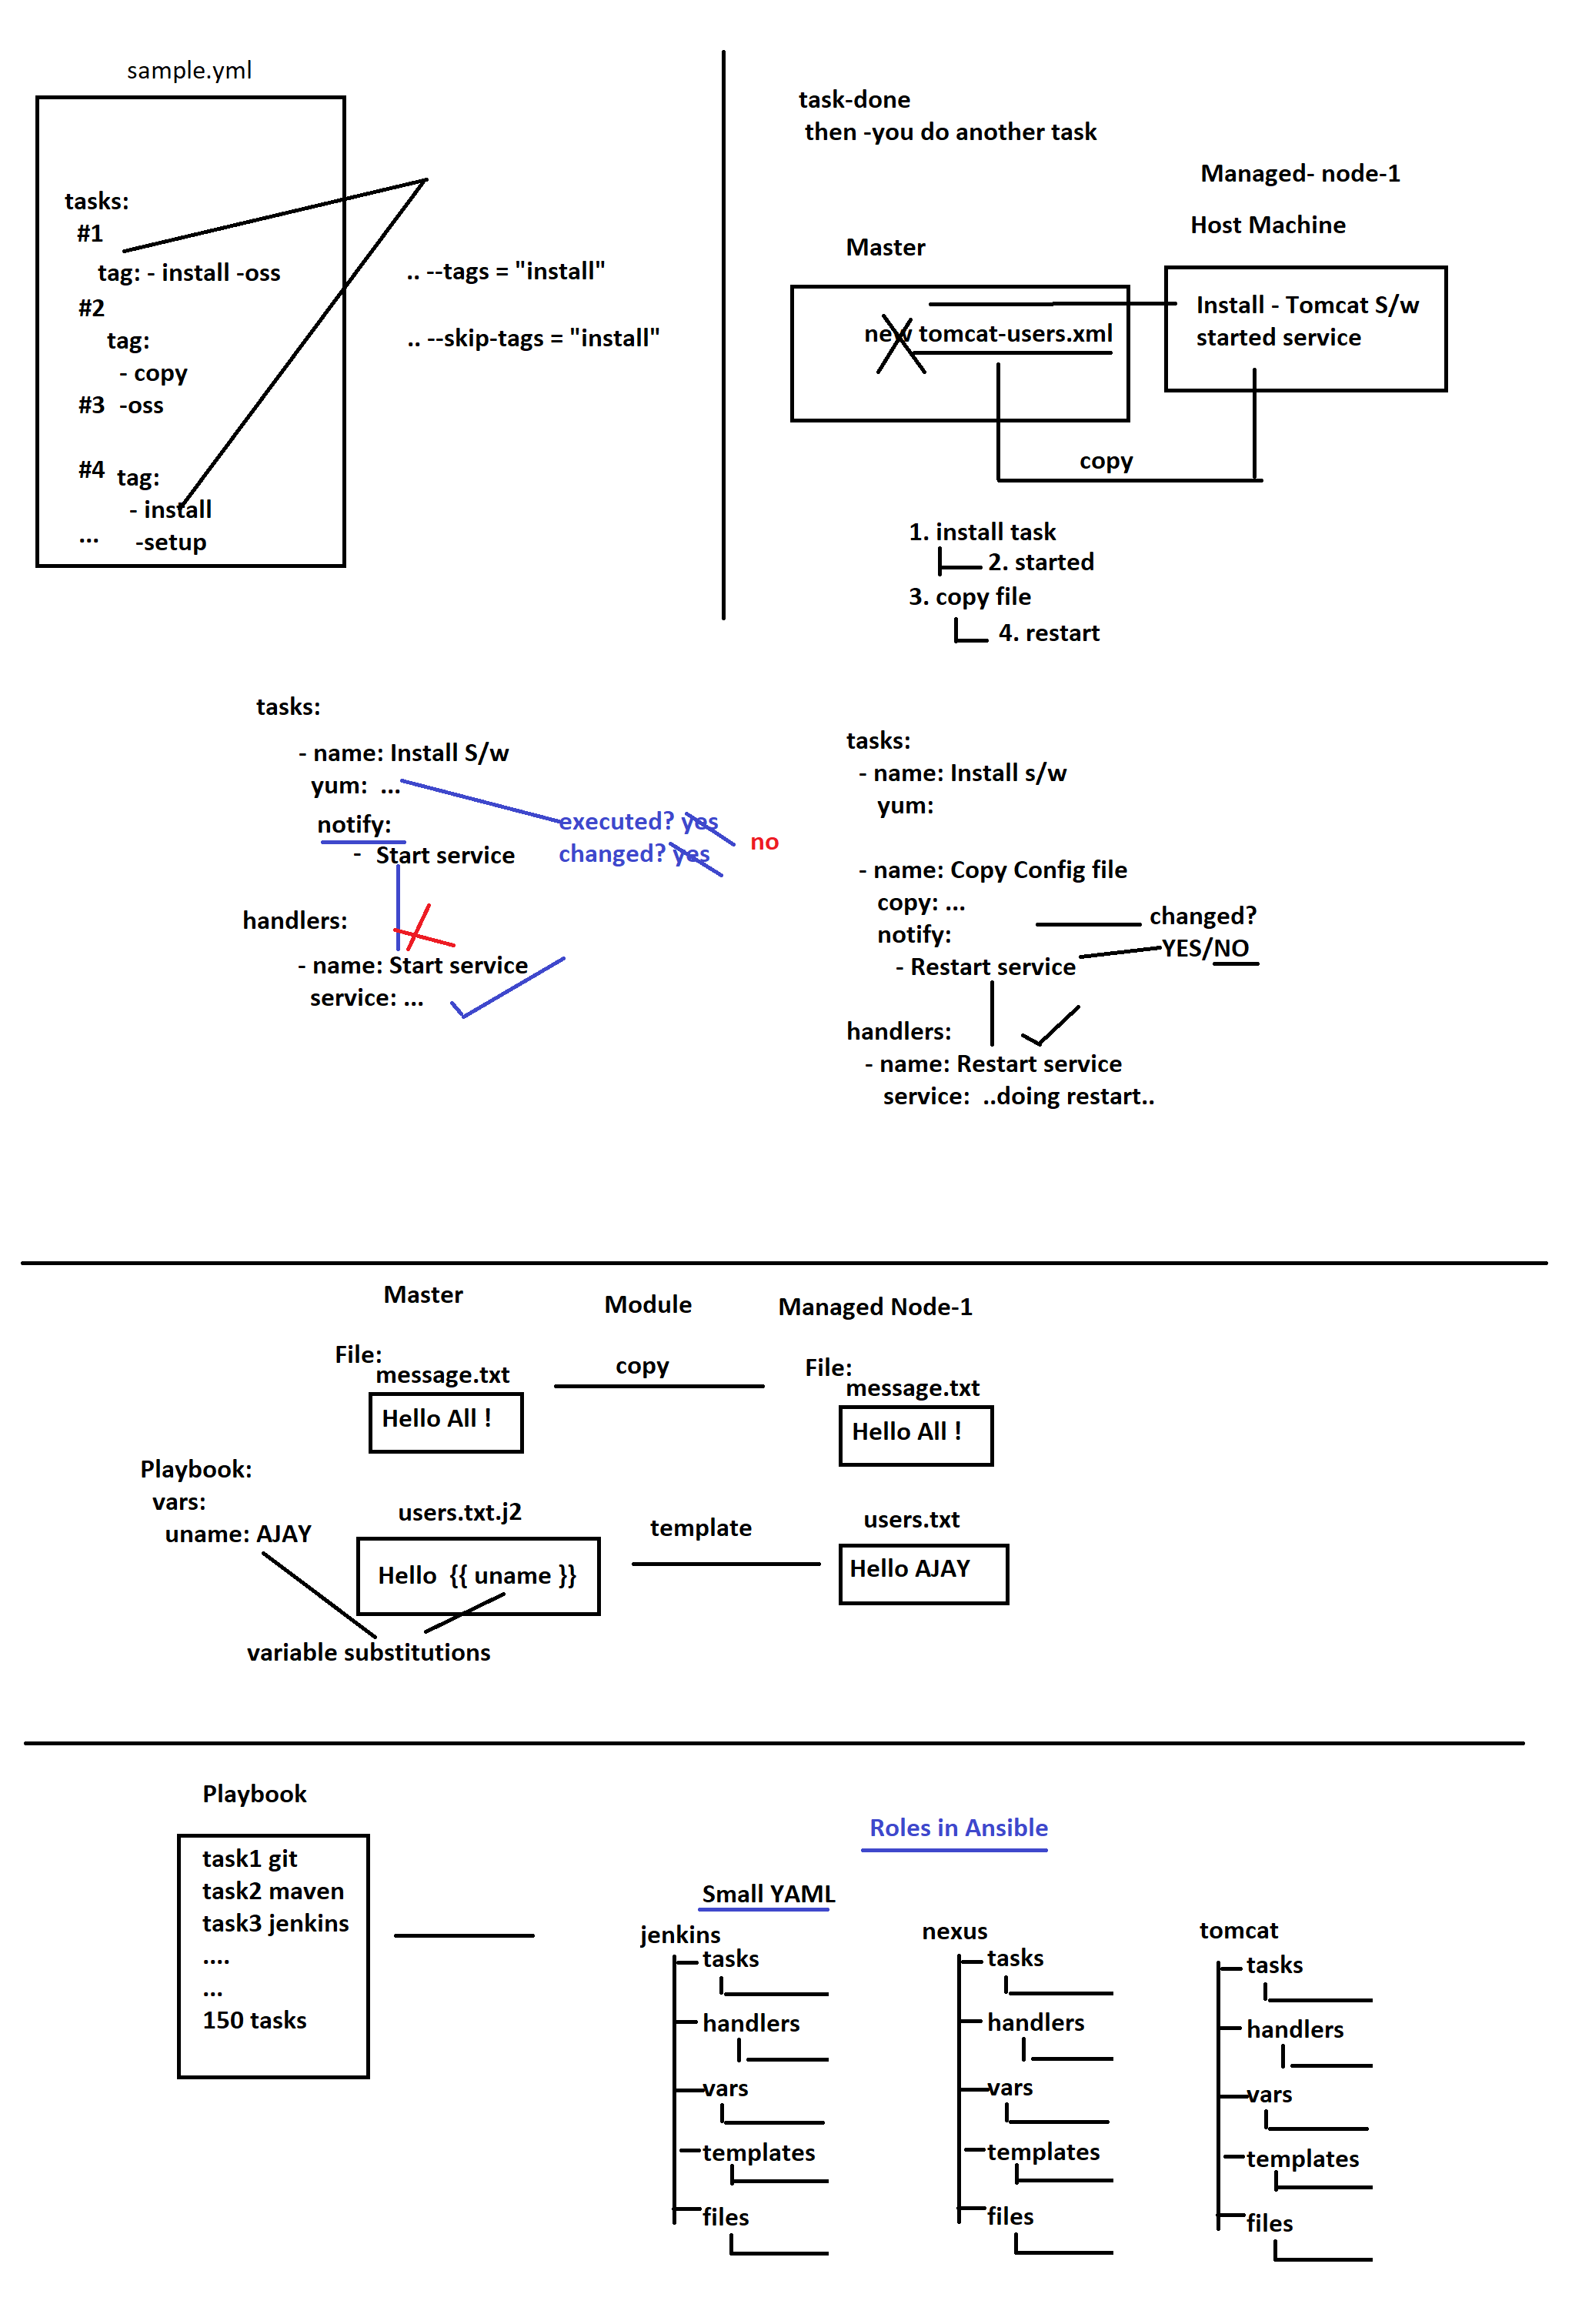 sample.yml
tasks:
#1
tag: - install -oss
#2
tag:
- copy
#3 -oss
#4 tag:
- install
... -setup
.. --tags = "install"
.. --skip-tags = "install"
task-done
then -you do another task
Managed- node-1
Host Machine
Master
new tomcat-users.xml
Install - Tomcat S/w
started service
copy
1. install task
2. started
3. copy file
4. restart
tasks:
- name: Install S/w
yum: ...
notify:
- Start service
executed? yes
changed? yes
no
handlers:
- name: Start service
service: ...
tasks:
- name: Install s/w
yum:
- name: Copy Config file
copy: ...
notify:
- Restart service
changed?
YES/NO
handlers:
- name: Restart service
service: ..doing restart..
Master
Module
Managed Node-1
File:
message.txt
Hello All !
copy
File:
message.txt
Hello All !
Playbook:
vars:
uname: AJAY
users.txt.j2
Hello {{ uname }}
template
users.txt
Hello AJAY
variable substitutions
Playbook
task1 git
task2 maven
task3 jenkins
....
...
150 tasks
Roles in Ansible
Small YAML
jenkins
tasks
handlers
vars
templates
files
nexus
tasks
handlers
vars
templates
files
tomcat
tasks
handlers
vars
templates
files